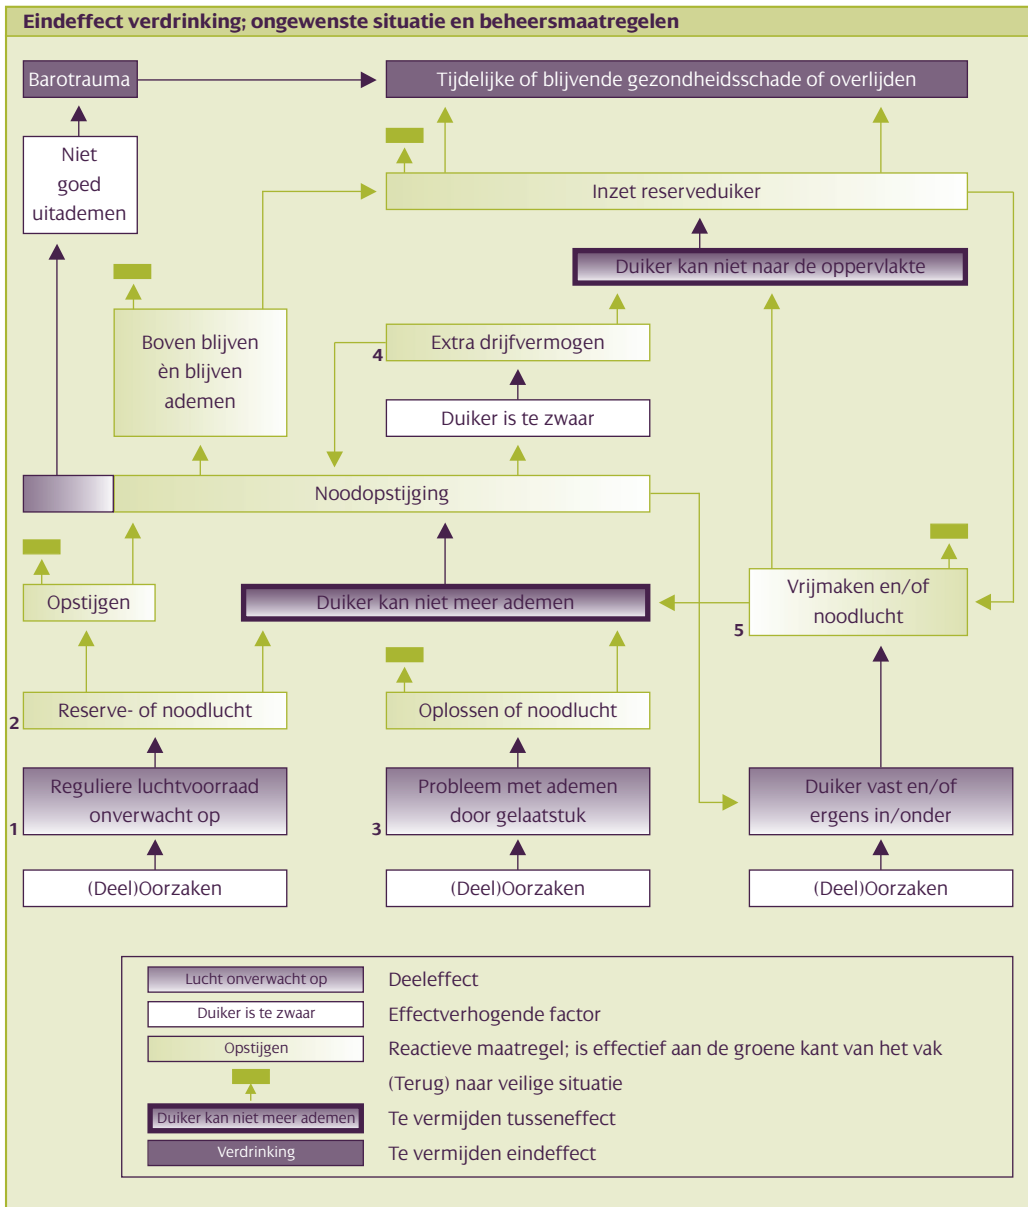 Eindeffect verdrinking; ongewenste situatie en beheersmaatregelen
Barotrauma
Tijdelijke of blijvende gezondheidsschade of overlijden
Niet
goed
uitademen
Inzet reserveduiker
Duiker kan niet naar de oppervlakte
Boven blijven
èn blijven
ademen
Extra drijfvermogen
4
Duiker is te zwaar
Noodopstijging
Opstijgen
Duiker kan niet meer ademen
Vrijmaken en/of
noodlucht
5
Reserve- of noodlucht
2
Oplossen of noodlucht
Reguliere luchtvoorraad
onverwacht op
1
Probleem met ademen
door gelaatstuk
3
Duiker vast en/of
ergens in/onder
(Deel)Oorzaken
(Deel)Oorzaken
(Deel)Oorzaken
Lucht onverwacht op
Deeleffect
Duiker is te zwaar
Effectverhogende factor
Opstijgen
Reactieve maatregel; is effectief aan de groene kant van het vak
(Terug) naar veilige situatie
Duiker kan niet meer ademen
Te vermijden tusseneffect
Verdrinking
Te vermijden eindeffect